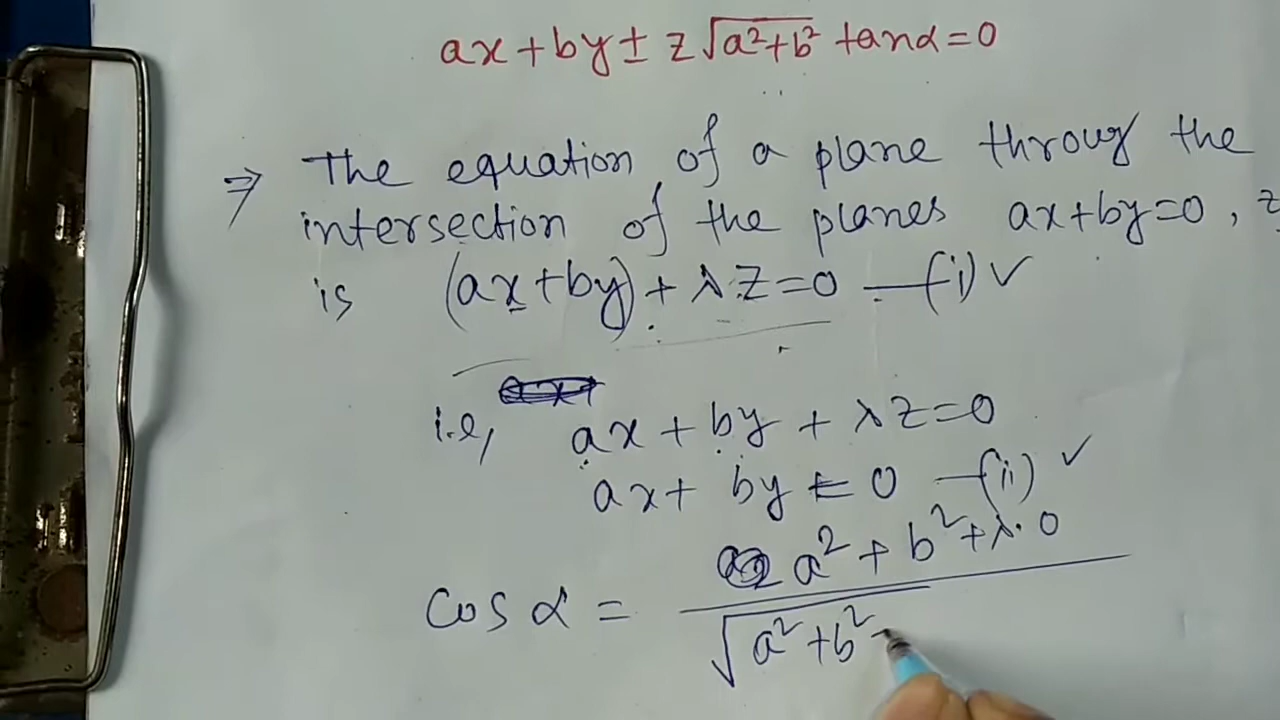 ax + by ± z √a²+b² tanα = 0
⇒ The equation of a plane throug the
intersection of the planes ax+by=0, z
is (ax+by) + λ.z=0 —(i) ✓
i.e, ax + by + λz=0
ax + by = 0 —(ii) ✓
a² + b² + λ.0
cos α =
√a² + b²